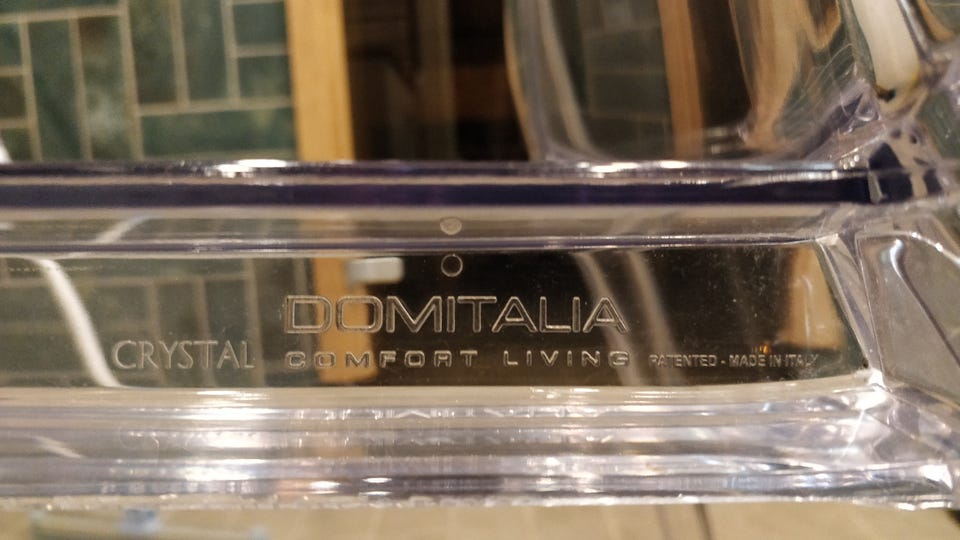 DOMITALIA
CRYSTAL COMFORT LIVING PATENTED - MADE IN ITALY